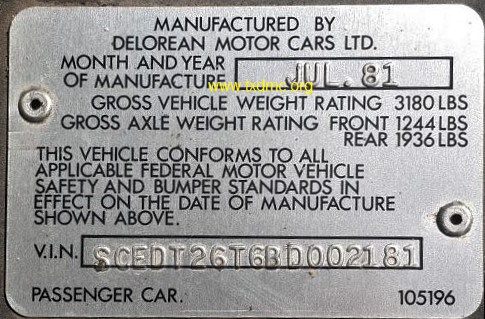 MANUFACTURED BY
DELOREAN MOTOR CARS LTD.
MONTH AND YEAR
OF MANUFACTURE JUL. 81
www.txdmc.org
GROSS VEHICLE WEIGHT RATING 3180 LBS
GROSS AXLE WEIGHT RATING FRONT 1244 LBS
REAR 1936 LBS
THIS VEHICLE CONFORMS TO ALL
APPLICABLE FEDERAL MOTOR VEHICLE
SAFETY AND BUMPER STANDARDS IN
EFFECT ON THE DATE OF MANUFACTURE
SHOWN ABOVE.
V.I.N. SCEDT26T6BD002181
PASSENGER CAR. 105196